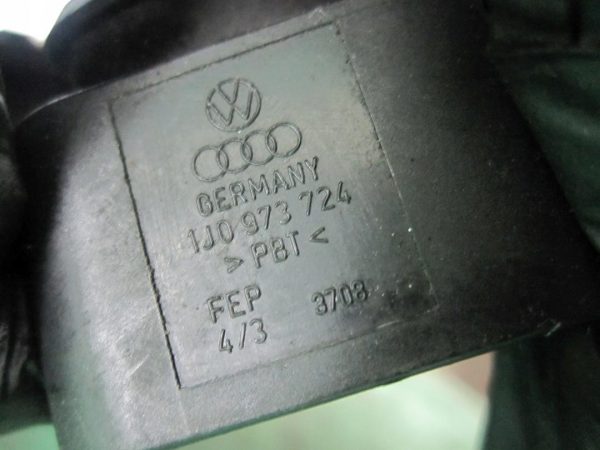 GERMANY
1J0 973 724
> PBT <
FEP 3708
4/3